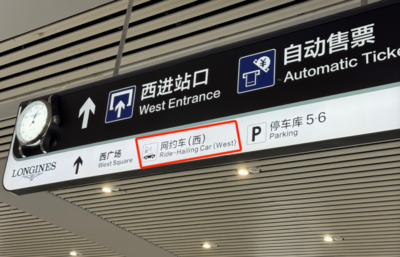 西进站口
West Entrance
自动售票
Automatic Ticke
LONGINES
西广场
West Square
网约车(西)
Ride-Hailing Car (West)
P
停车库 5·6
Parking